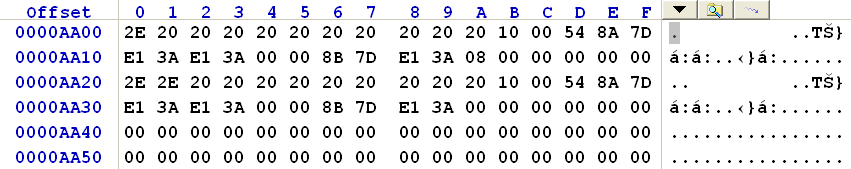 Offset 0 1 2 3 4 5 6 7 8 9 A B C D E F
0000AA00 2E 20 20 20 20 20 20 20 20 20 20 10 00 54 8A 7D .          ..TŠ}
0000AA10 E1 3A E1 3A 00 00 8B 7D E1 3A 08 00 00 00 00 00 á:á:..‹}á:......
0000AA20 2E 2E 20 20 20 20 20 20 20 20 20 10 00 54 8A 7D ..         ..TŠ}
0000AA30 E1 3A E1 3A 00 00 8B 7D E1 3A 00 00 00 00 00 00 á:á:..‹}á:......
0000AA40 00 00 00 00 00 00 00 00 00 00 00 00 00 00 00 00 ................
0000AA50 00 00 00 00 00 00 00 00 00 00 00 00 00 00 00 00 ................